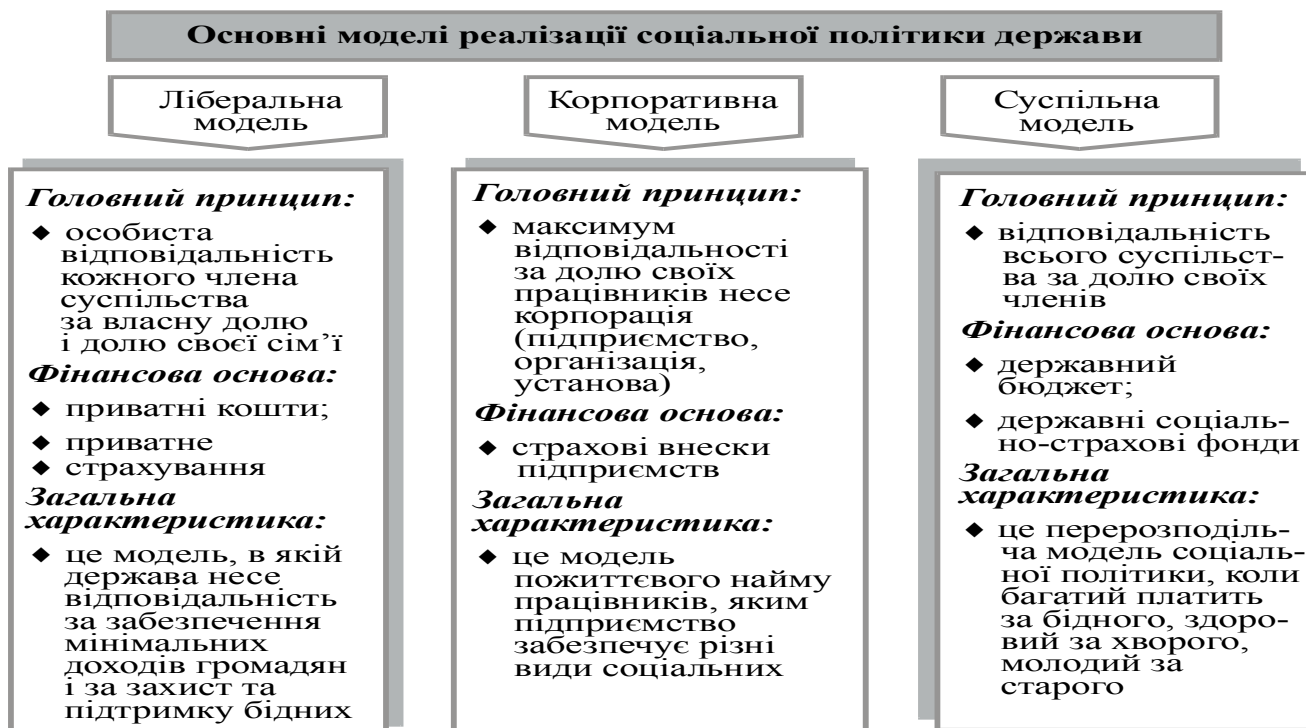 Основні моделі реалізації соціальної політики держави
Ліберальна
модель
Головний принцип:
◆ особиста
відповідальність
кожного члена
суспільства
за власну долю
і долю своєї сім’ї
Фінансова основа:
◆ приватні кошти;
◆ приватне
◆ страхування
Загальна
характеристика:
◆ це модель, в якій
держава несе
відповідальність
за забезпечення
мінімальних
доходів громадян
і за захист та
підтримку бідних
Корпоративна
модель
Головний принцип:
◆ максимум
відповідальності
за долю своїх
працівників несе
корпорація
(підприємство,
організація,
установа)
Фінансова основа:
◆ страхові внески
підприємств
Загальна
характеристика:
◆ це модель
пожиттєвого найму
працівників, яким
підприємство
забезпечує різні
види соціальних
Суспільна
модель
Головний принцип:
◆ відповідальність
всього суспільст-
ва за долю своїх
членів
Фінансова основа:
◆ державний
бюджет;
◆ державні соціаль-
но-страхові фонди
Загальна
характеристика:
◆ це перерозподіль-
ча модель соціаль-
ної політики, коли
багатий платить
за бідного, здоро-
вий за хворого,
молодий за
старого